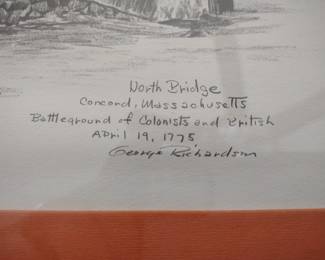 North Bridge
Concord, Massachusetts
Battleground of Colonists and British
April 19, 1775
George Richardson